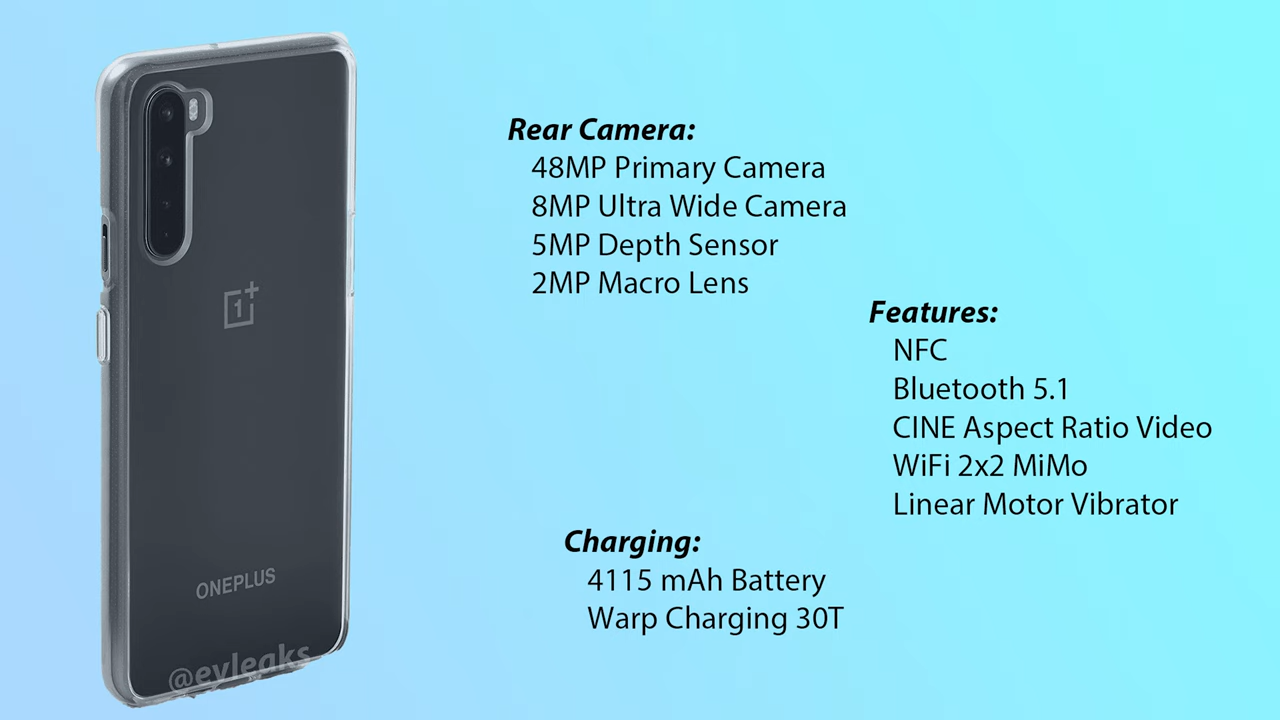 Rear Camera:
48MP Primary Camera
8MP Ultra Wide Camera
5MP Depth Sensor
2MP Macro Lens
Features:
NFC
Bluetooth 5.1
CINE Aspect Ratio Video
WiFi 2x2 MiMo
Linear Motor Vibrator
Charging:
4115 mAh Battery
Warp Charging 30T
1+
ONEPLUS
@evleaks